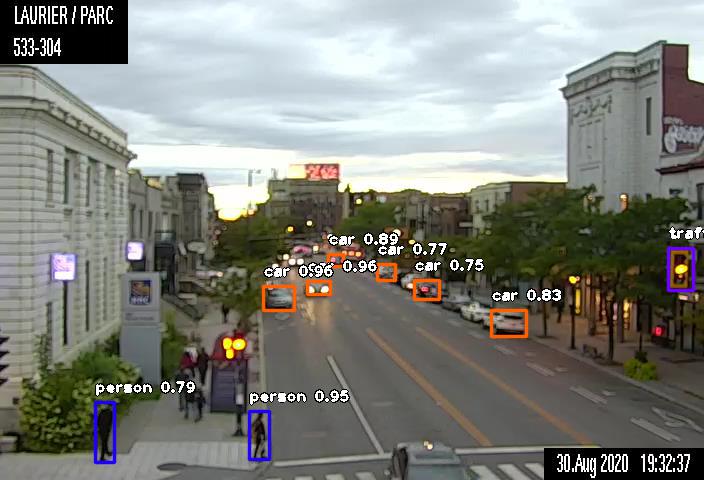 LAURIER / PARC
533-304
traf
car 0.89
car 0.77
car 0.96
0.96
car 0.75
car 0.83
person 0.79
person 0.95
RBC
30.Aug 2020 19:32:37